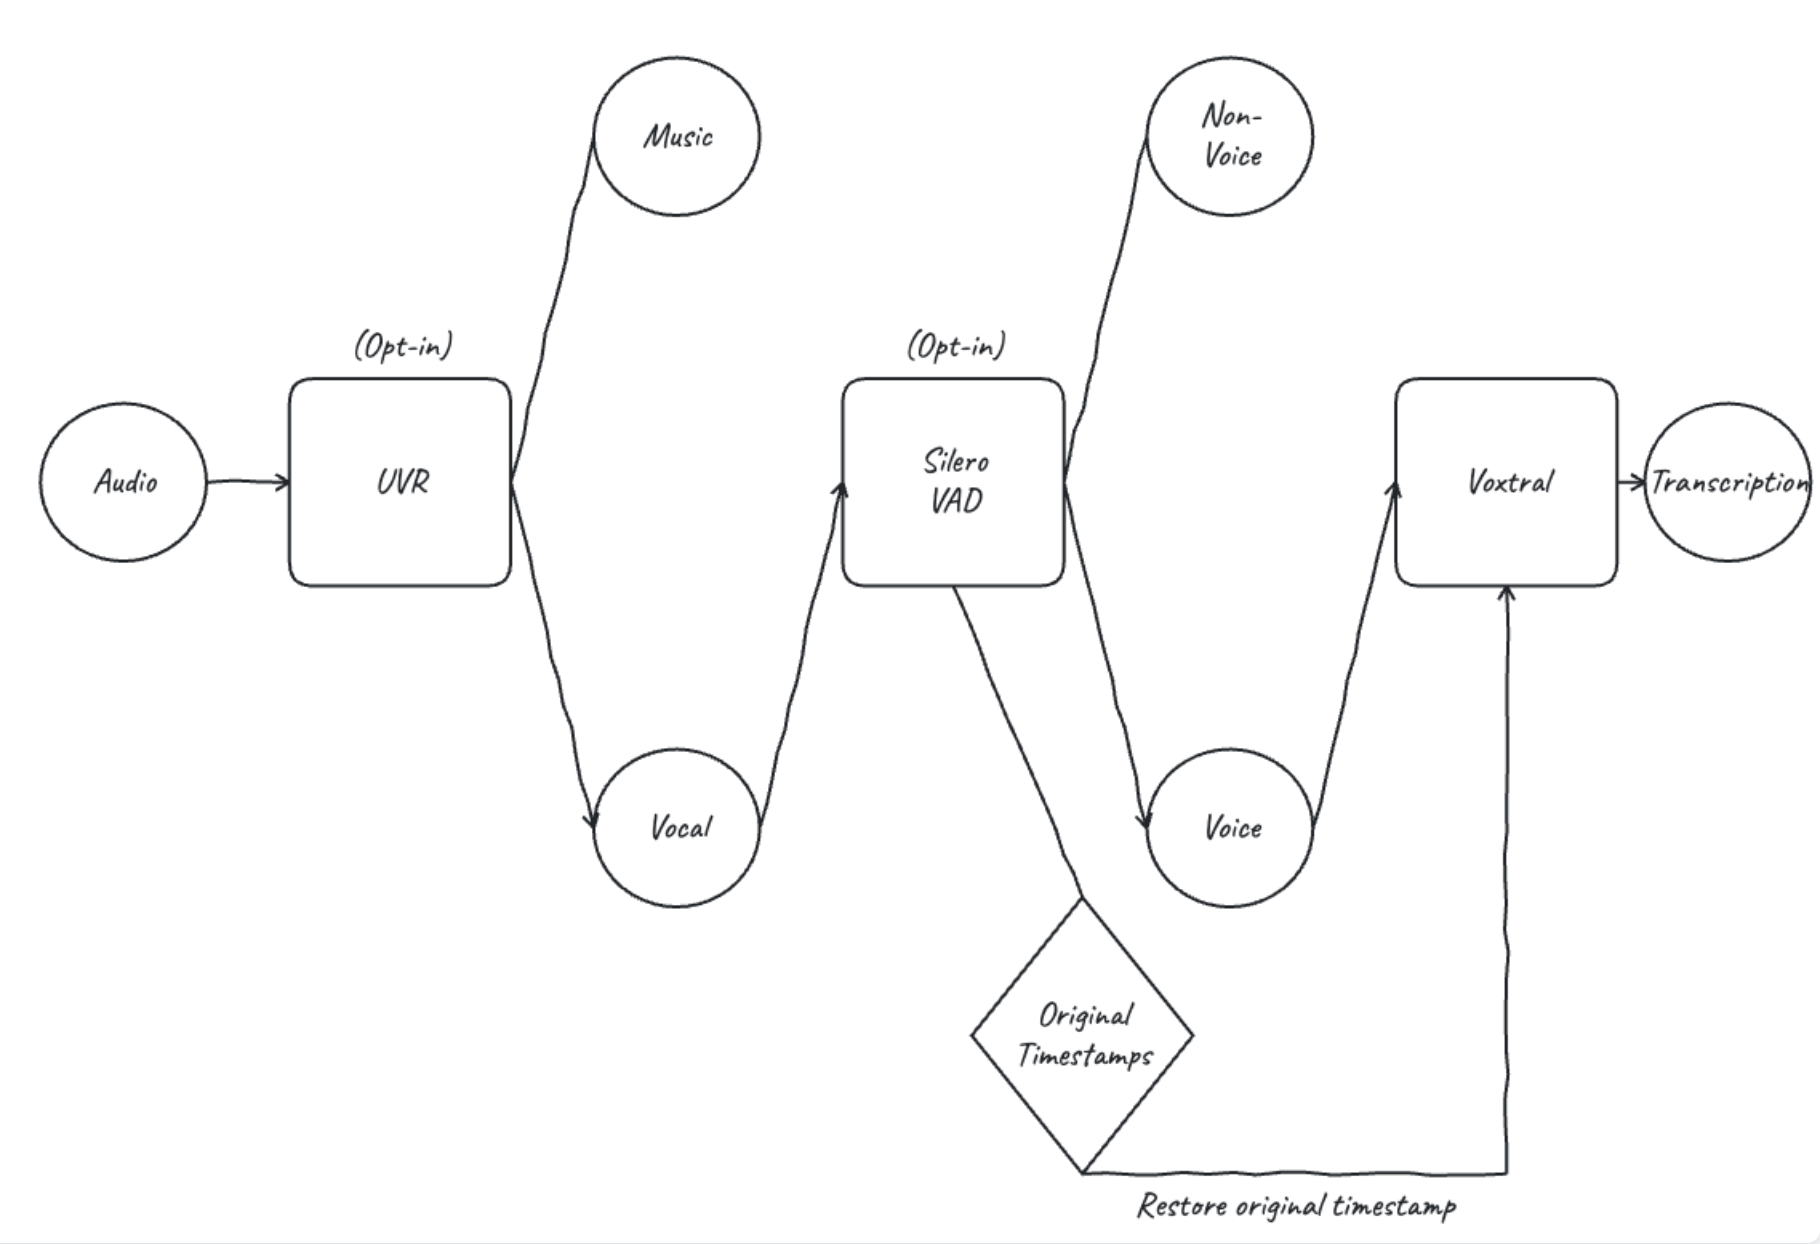 Music
Non-
Voice
(Opt-in)
(Opt-in)
Audio
UVR
Silero
VAD
Voxtral
Transcription
Vocal
Voice
Original
Timestamps
Restore original timestamp